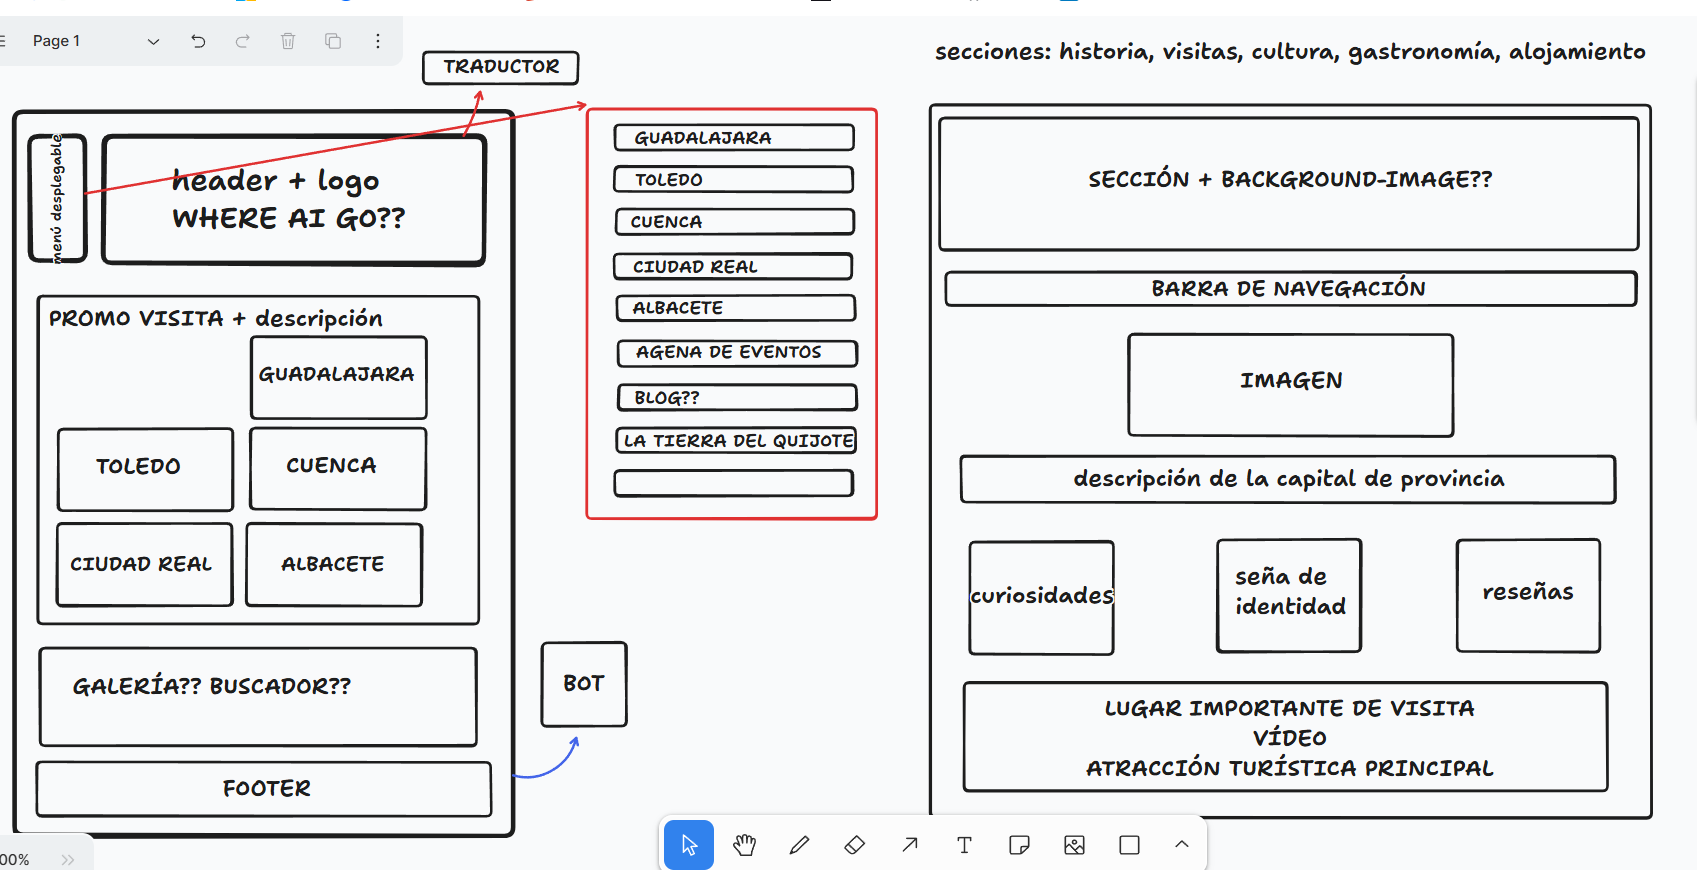 Page 1
TRADUCTOR
secciones: historia, visitas, cultura, gastronomía, alojamiento
menú desplegable
header + logo
WHERE AI GO??
PROMO VISITA + descripción
GUADALAJARA
TOLEDO
CUENCA
CIUDAD REAL
ALBACETE
GALERÍA?? BUSCADOR??
FOOTER
BOT
GUADALAJARA
TOLEDO
CUENCA
CIUDAD REAL
ALBACETE
AGENA DE EVENTOS
BLOG??
LA TIERRA DEL QUIJOTE
SECCIÓN + BACKGROUND-IMAGE??
BARRA DE NAVEGACIÓN
IMAGEN
descripción de la capital de provincia
curiosidades
seña de
identidad
reseñas
LUGAR IMPORTANTE DE VISITA
VÍDEO
ATRACCIÓN TURÍSTICA PRINCIPAL
00%
T